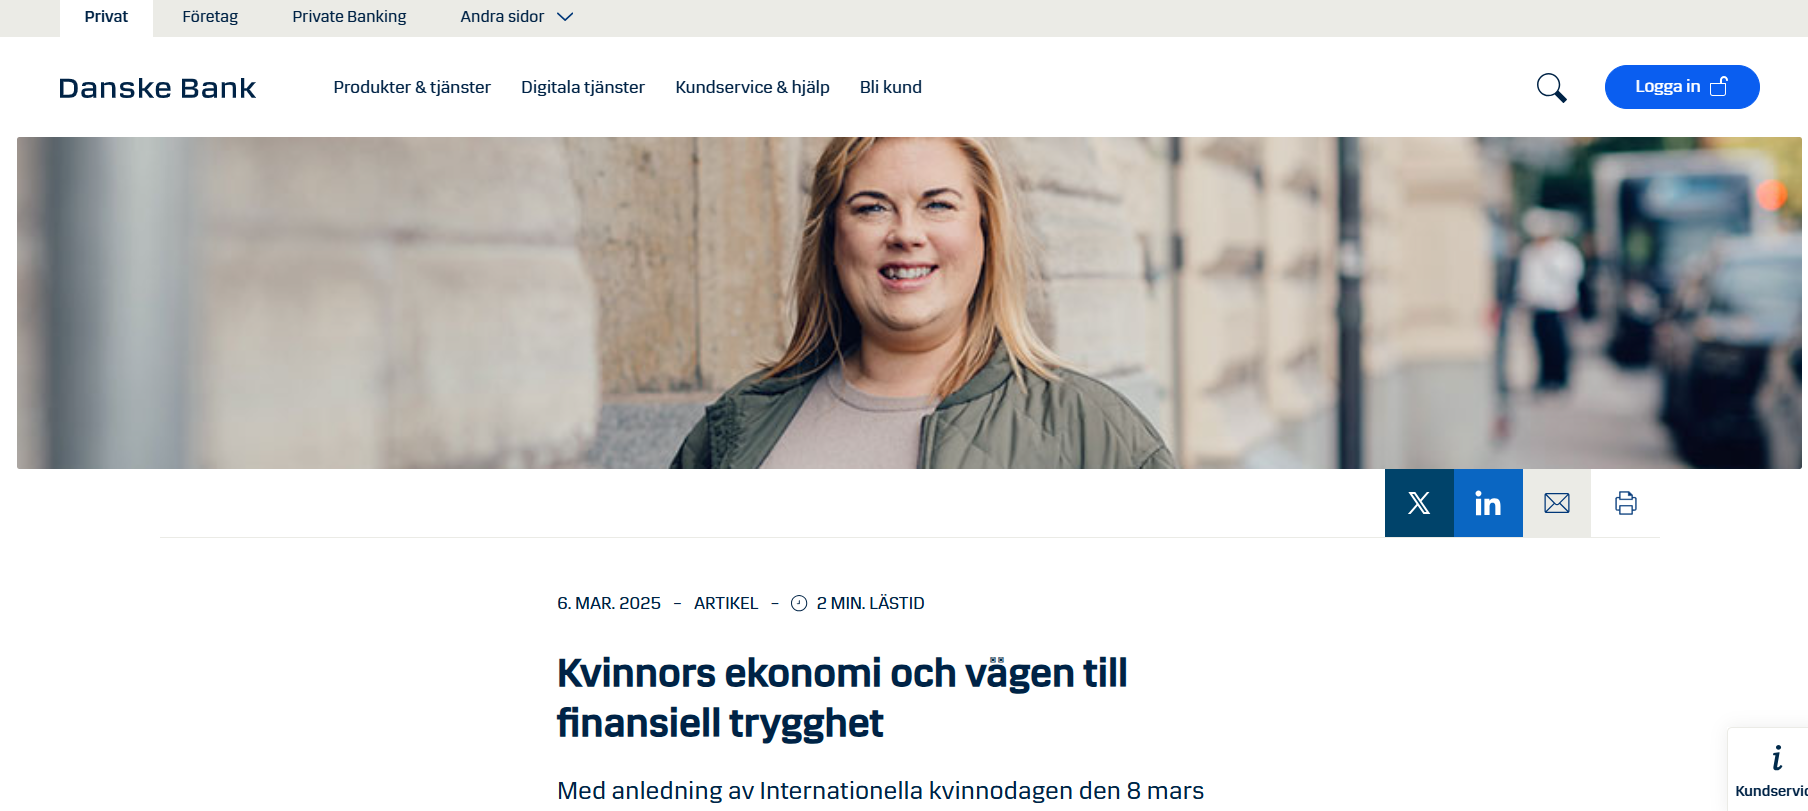 Privat Företag Private Banking Andra sidor
Danske Bank Produkter & tjänster Digitala tjänster Kundservice & hjälp Bli kund Logga in
X in
6. MAR. 2025 – ARTIKEL – 2 MIN. LÄSTID
Kvinnors ekonomi och vägen till
finansiell trygghet
Med anledning av Internationella kvinnodagen den 8 mars
i
Kundservic